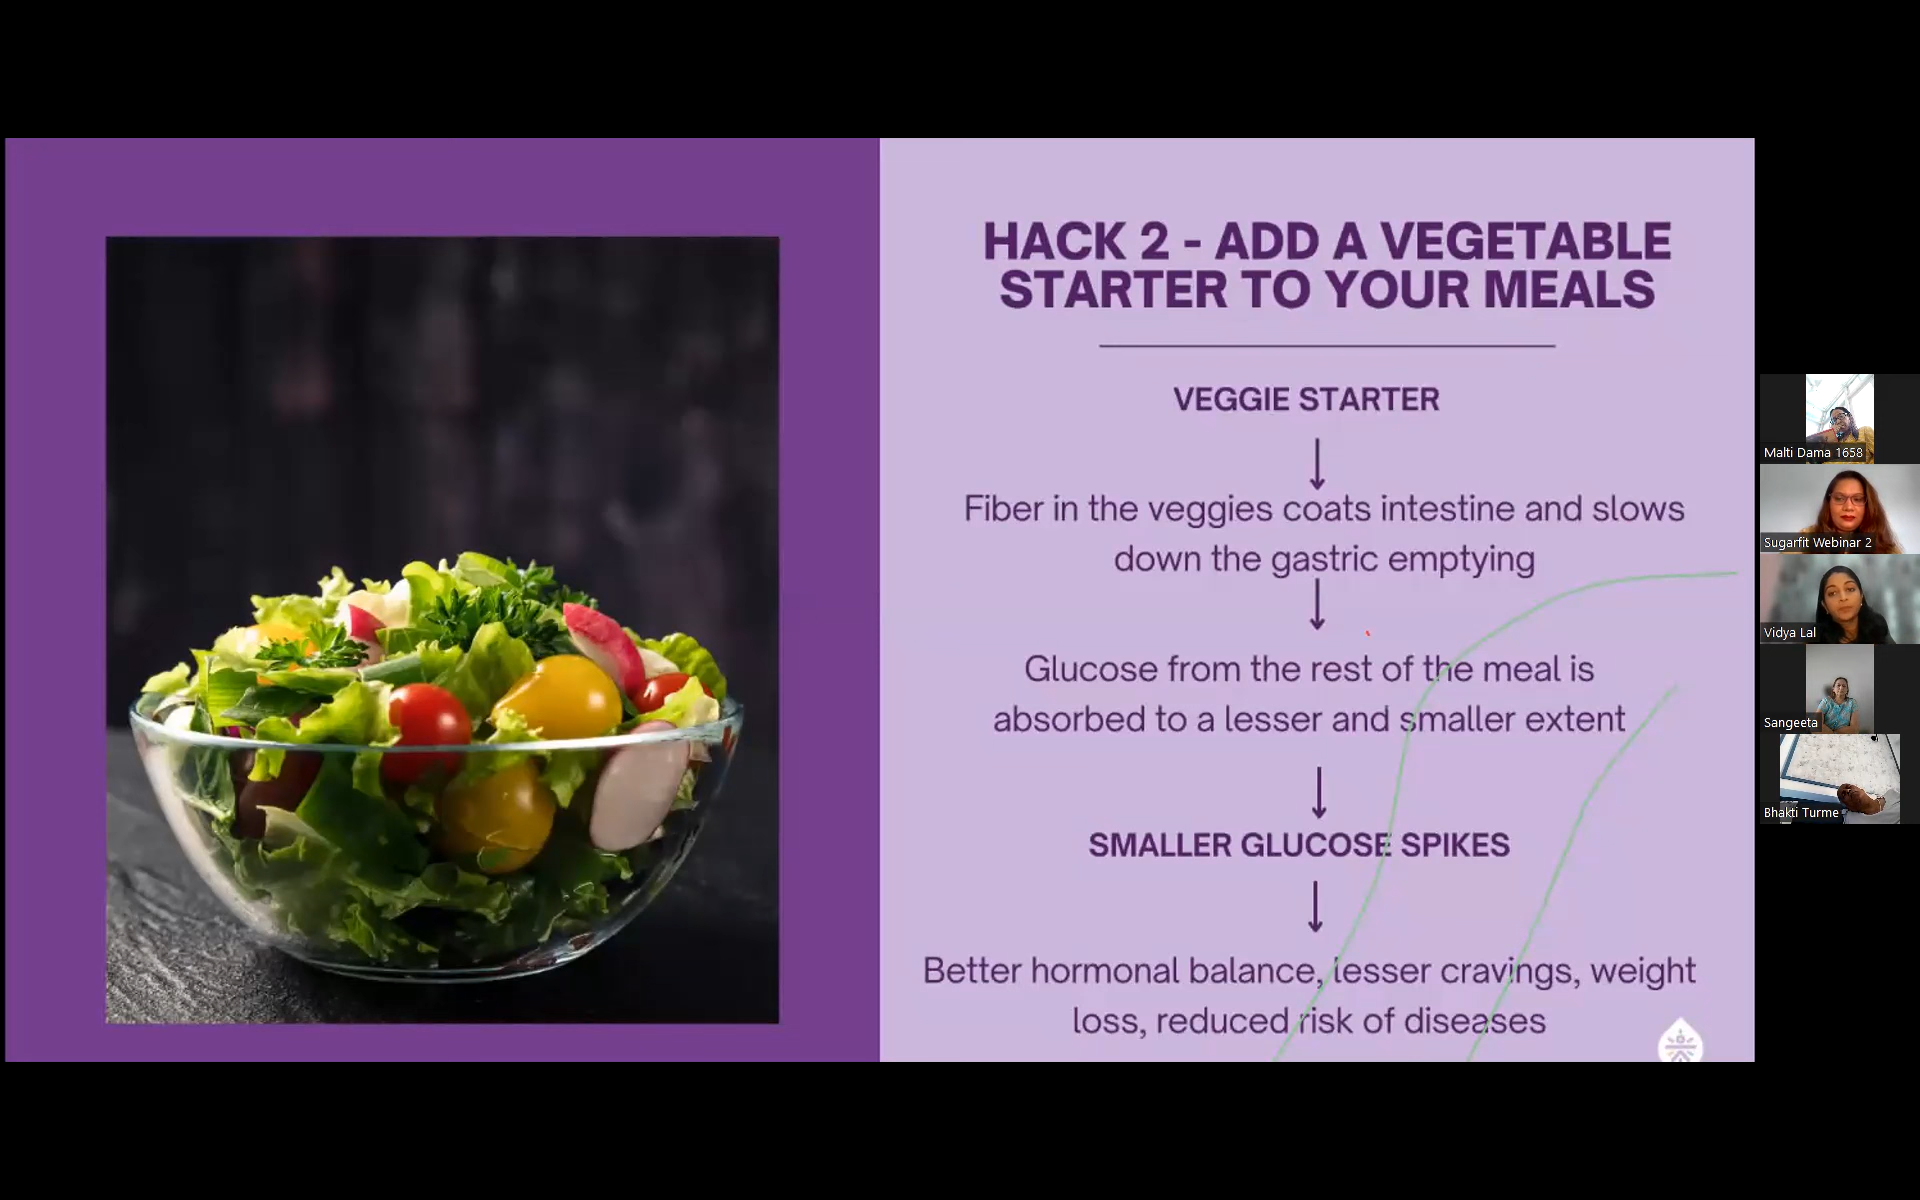 HACK 2 - ADD A VEGETABLE
STARTER TO YOUR MEALS
VEGGIE STARTER
Fiber in the veggies coats intestine and slows
down the gastric emptying
Glucose from the rest of the meal is
absorbed to a lesser and smaller extent
SMALLER GLUCOSE SPIKES
Better hormonal balance, lesser cravings, weight
loss, reduced risk of diseases
Malti Dama 1658
Sugarfit Webinar 2
Vidya Lal
Sangeeta
Bhakti Turme